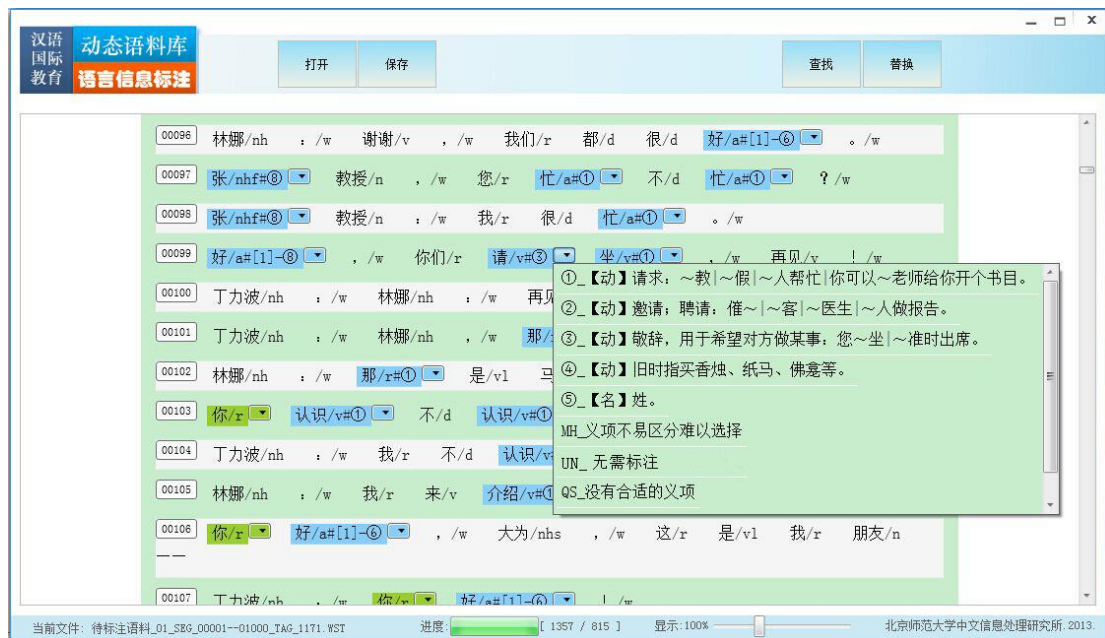 汉语
国际
教育
动态语料库
语言信息标注
打开 保存 查找 替换
00096 林娜/nh ：/w 谢谢/v ，/w 我们/r 都/d 很/d 好/a#[1]-⑥ 。/w
00097 张/nhf#⑧ 教授/n ，/w 您/r 忙/a#① 不/d 忙/a#① ？/w
00098 张/nhf#⑧ 教授/n ：/w 我/r 很/d 忙/a#① 。/w
00099 好/a#[1]-⑧ ，/w 你们/r 请/v#③ 坐/v#① ，/w 再见/v ！/w
00100 丁力波/nh ：/w 林娜/nh ：/w 再见
00101 丁力波/nh ：/w 林娜/nh ，/w 那/
00102 林娜/nh ：/w 那/r#① 是/vl
00103 你/r 认识/v#① 不/d 认识/v#①
00104 丁力波/nh ：/w 我/r 不/d 认识/v
00105 林娜/nh ：/w 我/r 来/v 介绍/v#①
①_【动】请求：～教|～假|～人帮忙|你可以～老师给你开个书目。
②_【动】邀请；聘请：催～|～客|～医生|～人做报告。
③_【动】敬辞，用于希望对方做某事：您～坐|～准时出席。
④_【动】旧时指买香烛、纸马、佛龛等。
⑤_【名】姓。
MH_义项不易区分难以选择
UN_ 无需标注
QS_没有合适的义项
00106 你/r 好/a#[1]-⑥ ，/w 大为/nhs ，/w 这/r 是/vl 我/r 朋友/n
——
00107 丁力波/nh ：/w 你/r 好/a#[1]-⑥ ！/w
当前文件: 待标注语料_01_SEG_00001--01000_TAG_1171.WST 进度: [ 1357 / 815 ] 显示:100% 北京师范大学中文信息处理研究所.2013.